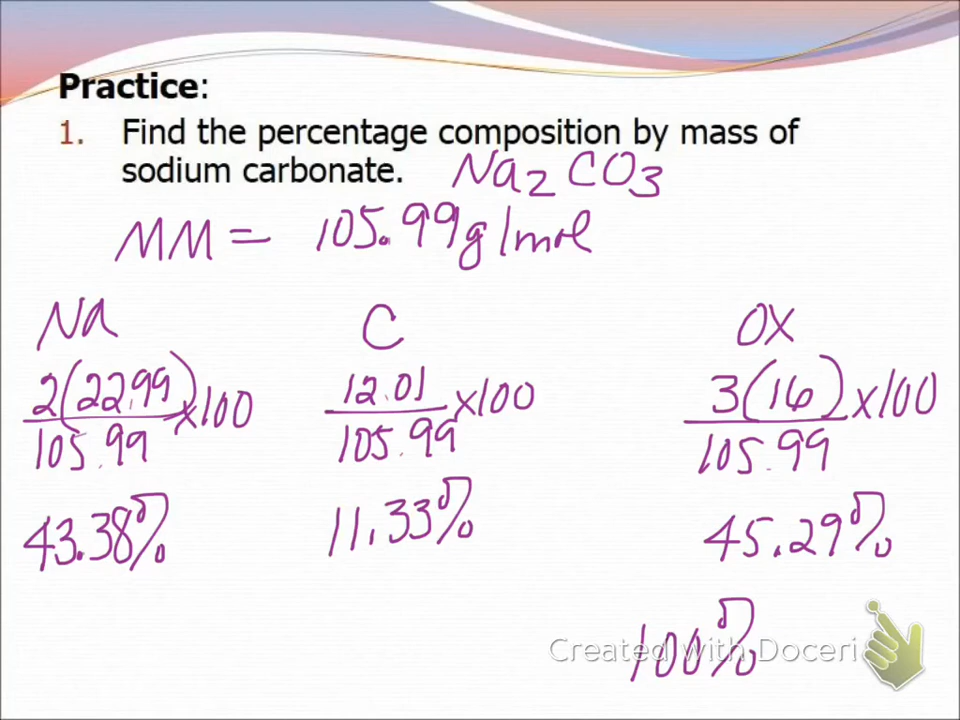 Practice:
1. Find the percentage composition by mass of
sodium carbonate. Na2CO3
MM = 105.99g/mol
Na C OX
2(22.99) 12.01 3(16)
x100 x100 x100
105.99 105.99 105.99
43.38% 11.33% 45.29%
100%
Created with Doceri